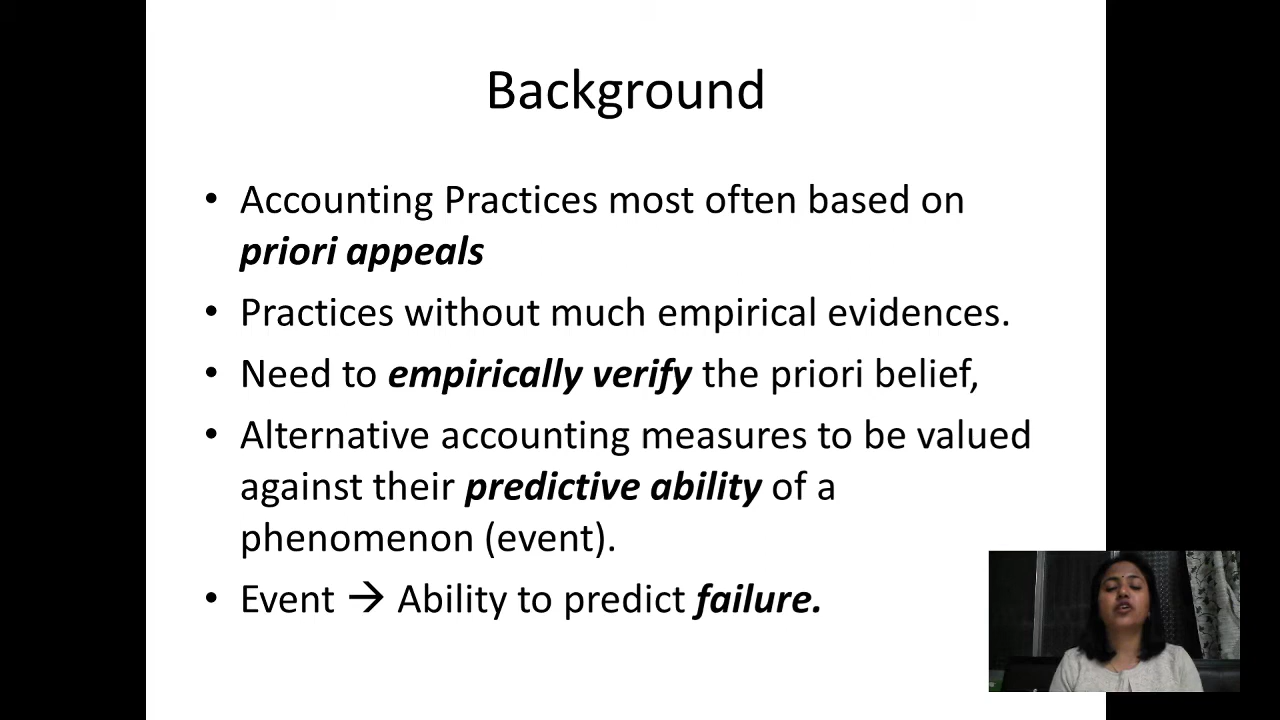 Background
• Accounting Practices most often based on
priori appeals
• Practices without much empirical evidences.
• Need to empirically verify the priori belief,
• Alternative accounting measures to be valued
against their predictive ability of a
phenomenon (event).
• Event → Ability to predict failure.